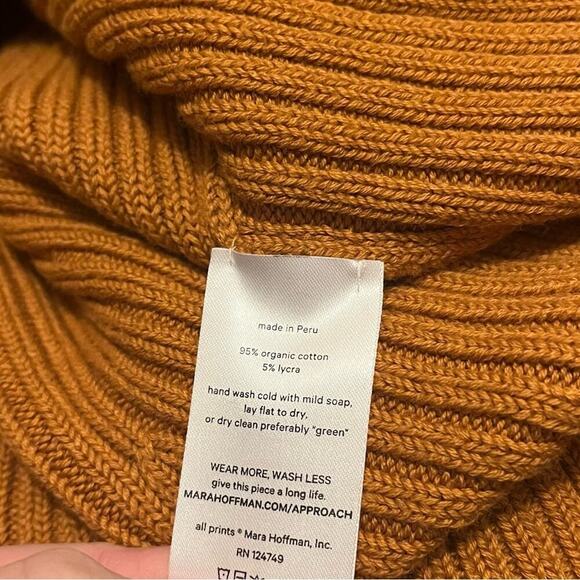 made in Peru
95% organic cotton
5% lycra
hand wash cold with mild soap,
lay flat to dry,
or dry clean preferably "green"
WEAR MORE, WASH LESS
give this piece a long life.
MARAHOFFMAN.COM/APPROACH
all prints ® Mara Hoffman, Inc.
RN 124749